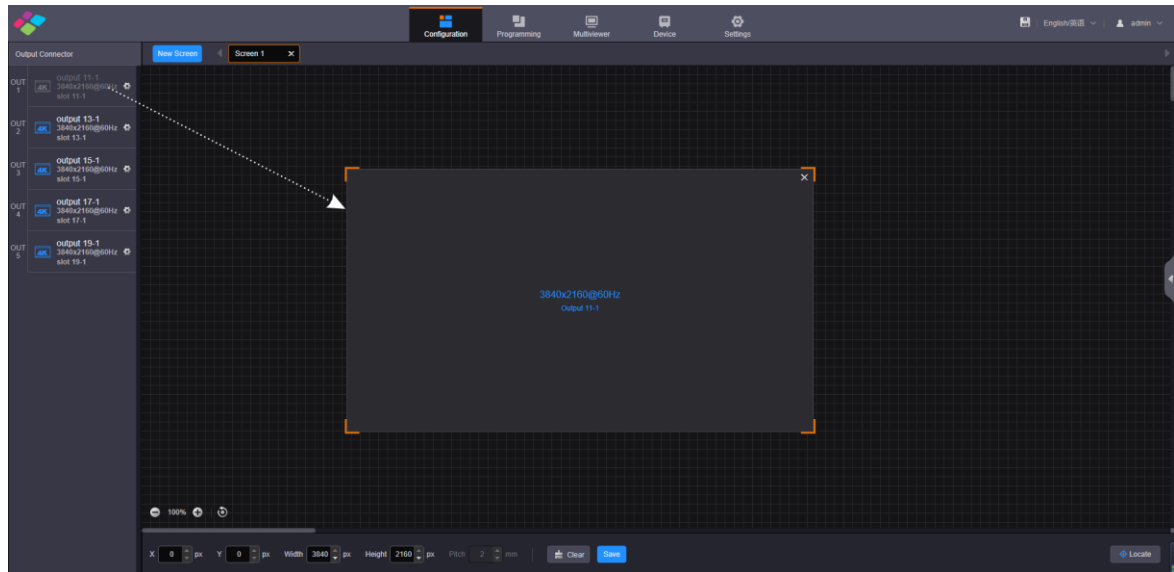 Configuration
Programming
Multiviewer
Device
Settings
English/英语
admin
Output Connector
New Screen
Screen 1
OUT 1
output 11-1
3840x2160@60Hz
slot 11-1
OUT 2
4K
output 13-1
3840x2160@60Hz
slot 13-1
OUT 3
4K
output 15-1
3840x2160@60Hz
slot 15-1
OUT 4
4K
output 17-1
3840x2160@60Hz
slot 17-1
OUT 5
4K
output 19-1
3840x2160@60Hz
slot 19-1
3840x2160@60Hz
Output 11-1
100%
X 0 px Y 0 px Width 3840 px Height 2160 px Pitch 2 mm Clear Save Locate